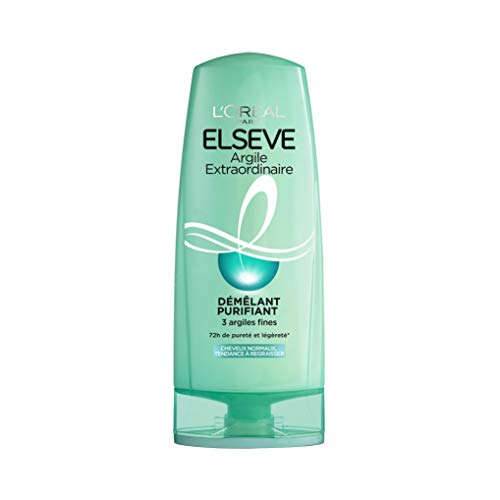 L'ORÉAL
PARIS
ELSEVE
Argile
Extraordinaire
DÉMÊLANT
PURIFIANT
3 argiles fines
72h de pureté et légèreté*
CHEVEUX NORMAUX,
TENDANCE À REGRAISSER